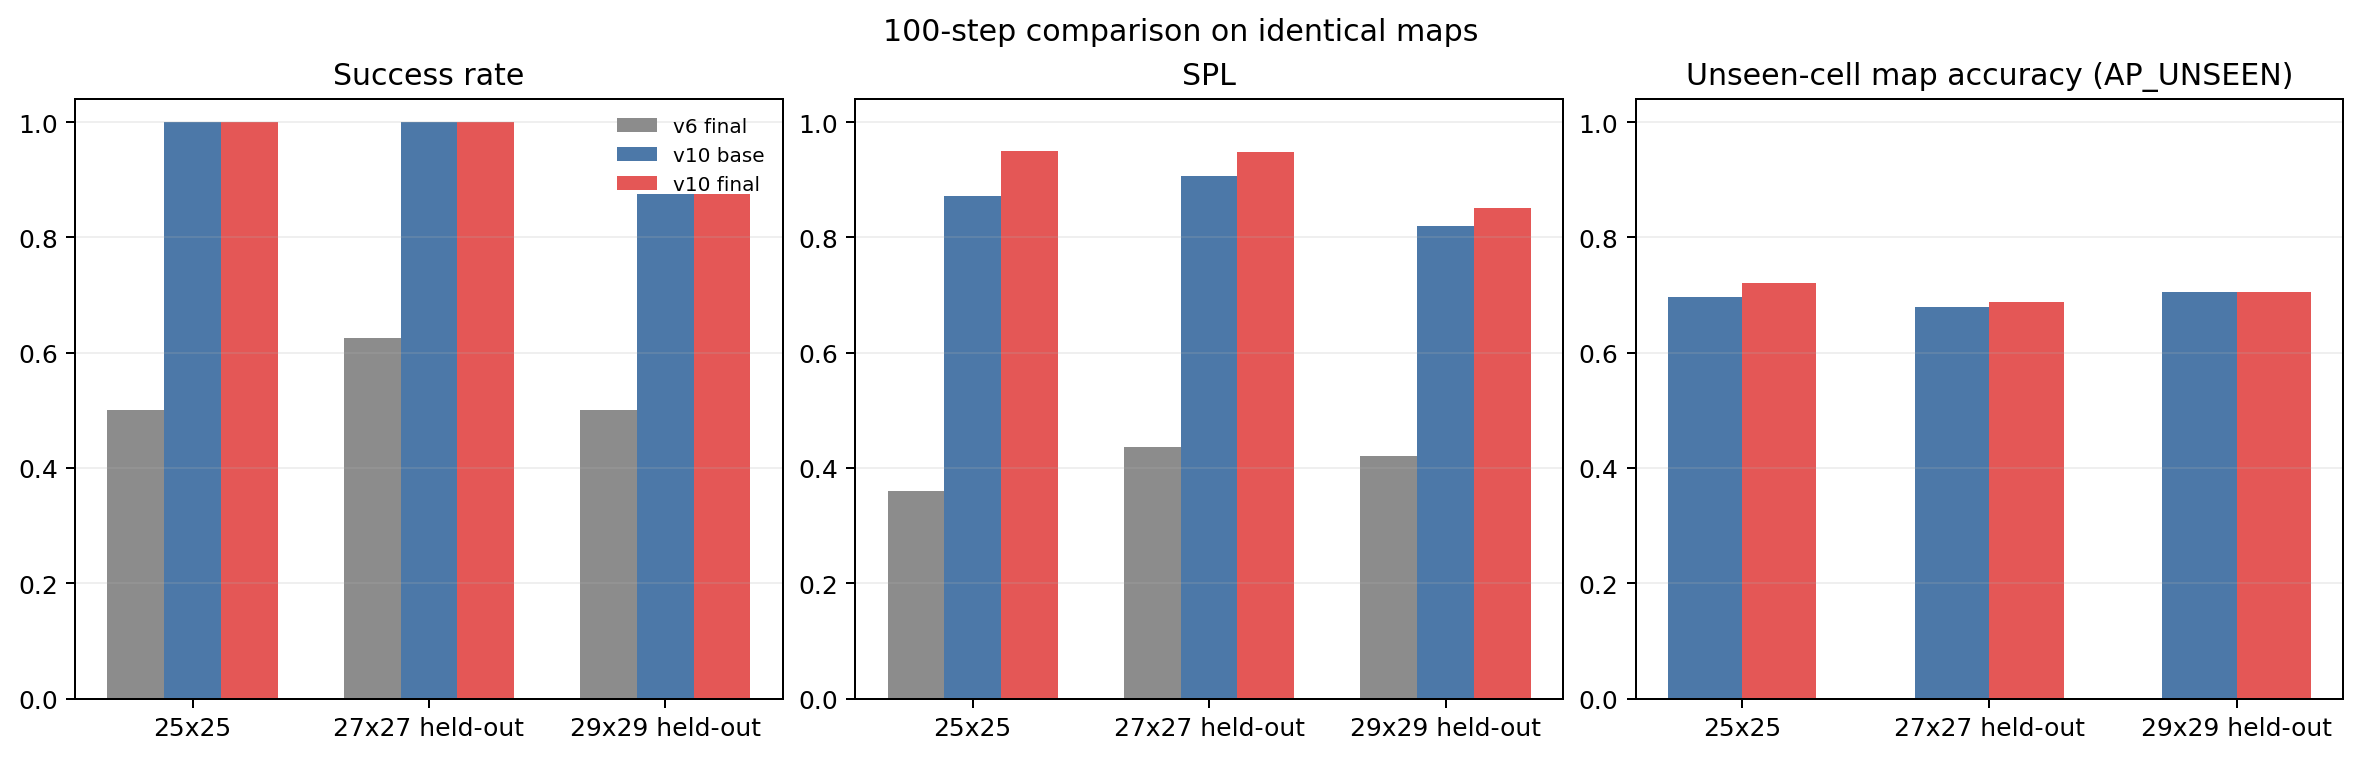 100-step comparison on identical maps
Success rate
1.0
0.8
0.6
0.4
0.2
0.0
v6 final
v10 base
v10 final
25x25
27x27 held-out
29x29 held-out
SPL
1.0
0.8
0.6
0.4
0.2
0.0
25x25
27x27 held-out
29x29 held-out
Unseen-cell map accuracy (AP_UNSEEN)
1.0
0.8
0.6
0.4
0.2
0.0
25x25
27x27 held-out
29x29 held-out